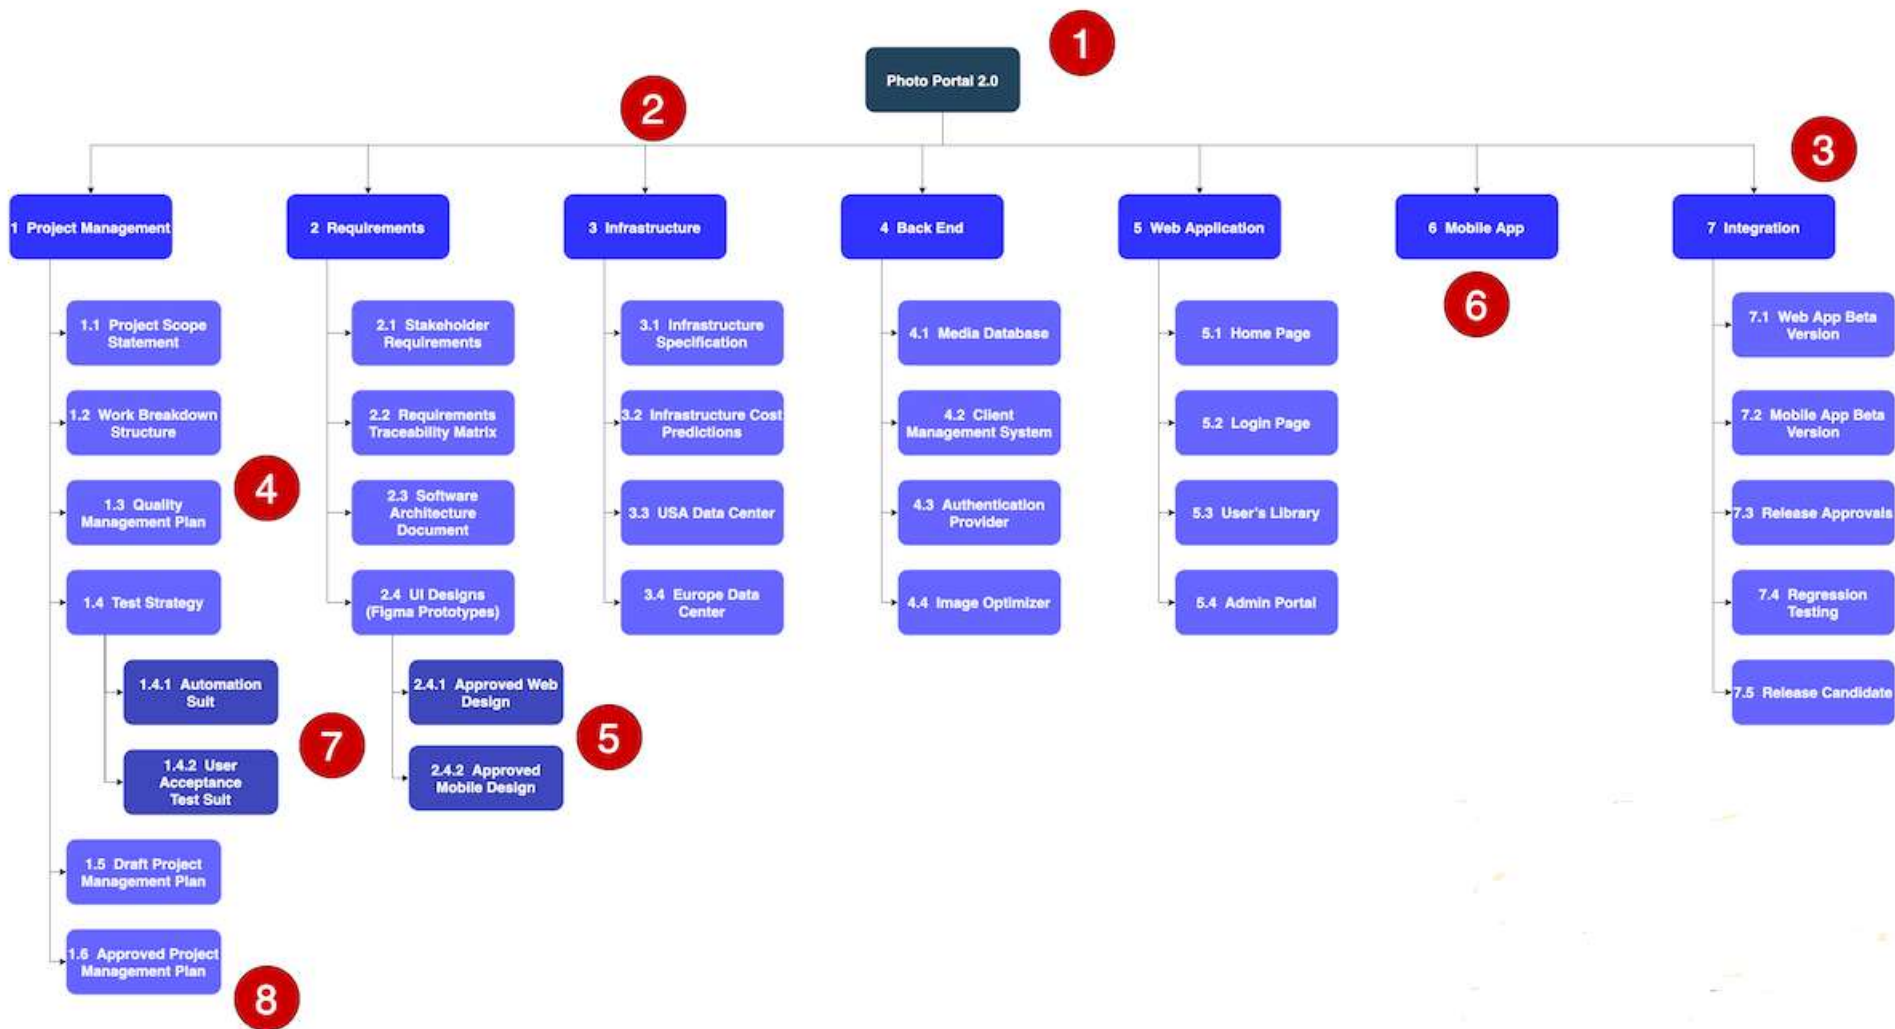 1
Photo Portal 2.0
2
3
1 Project Management
2 Requirements
3 Infrastructure
4 Back End
5 Web Application
6 Mobile App
7 Integration
6
1.1 Project Scope
Statement
1.2 Work Breakdown
Structure
1.3 Quality
Management Plan
4
1.4 Test Strategy
1.4.1 Automation
Suit
1.4.2 User
Acceptance
Test Suit
7
1.5 Draft Project
Management Plan
1.6 Approved Project
Management Plan
8
2.1 Stakeholder
Requirements
2.2 Requirements
Traceability Matrix
2.3 Software
Architecture
Document
2.4 UI Designs
(Figma Prototypes)
2.4.1 Approved Web
Design
2.4.2 Approved
Mobile Design
5
3.1 Infrastructure
Specification
3.2 Infrastructure Cost
Predictions
3.3 USA Data Center
3.4 Europe Data
Center
4.1 Media Database
4.2 Client
Management System
4.3 Authentication
Provider
4.4 Image Optimizer
5.1 Home Page
5.2 Login Page
5.3 User's Library
5.4 Admin Portal
7.1 Web App Beta
Version
7.2 Mobile App Beta
Version
7.3 Release Approvals
7.4 Regression
Testing
7.5 Release Candidate